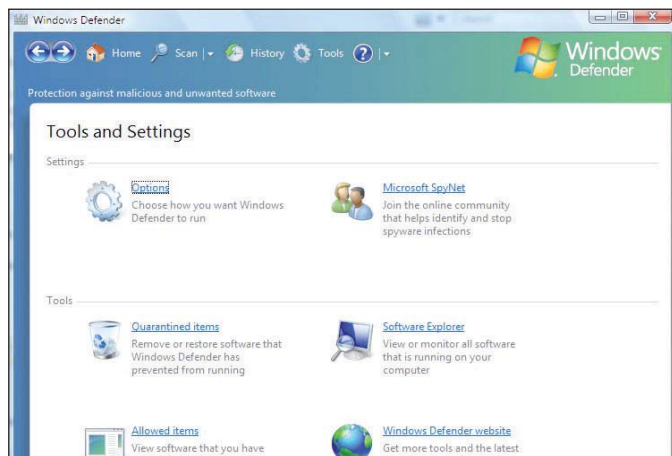 Windows Defender
Home Scan History Tools
Windows
Defender
Protection against malicious and unwanted software
Tools and Settings
Settings
Options
Choose how you want Windows
Defender to run
Microsoft SpyNet
Join the online community
that helps identify and stop
spyware infections
Tools
Quarantined items
Remove or restore software that
Windows Defender has
prevented from running
Software Explorer
View or monitor all software
that is running on your
computer
Allowed items
View software that you have
Windows Defender website
Get more tools and the latest